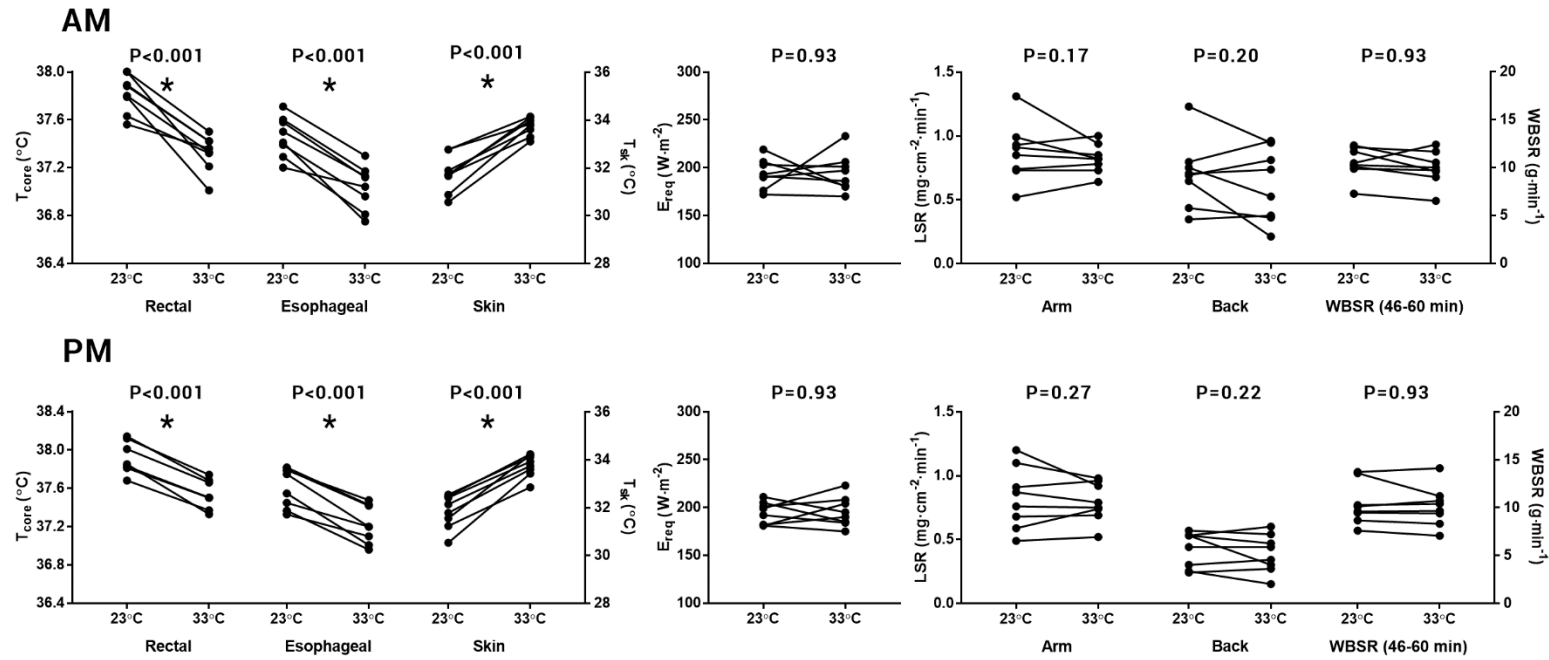 AM
P<0.001 P<0.001 P<0.001 P=0.93 P=0.17 P=0.20 P=0.93
* * *
38.0 37.6 37.2 36.8 36.4
Tcore (°C)
36 34 32 30 28
Tsk (°C)
300 250 200 150 100
Ereq (W·m-2)
1.5 1.0 0.5 0.0
LSR (mg·cm-2·min-1)
20 15 10 5 0
WBSR (g·min-1)
23°C 33°C 23°C 33°C 23°C 33°C 23°C 33°C 23°C 33°C 23°C 33°C 23°C 33°C
Rectal Esophageal Skin Arm Back WBSR (46-60 min)
PM
P<0.001 P<0.001 P<0.001 P=0.93 P=0.27 P=0.22 P=0.93
* * *
38.4 38.0 37.6 37.2 36.8 36.4
Tcore (°C)
36 34 32 30 28
Tsk (°C)
300 250 200 150 100
Ereq (W·m-2)
1.5 1.0 0.5 0.0
LSR (mg·cm-2·min-1)
20 15 10 5 0
WBSR (g·min-1)
23°C 33°C 23°C 33°C 23°C 33°C 23°C 33°C 23°C 33°C 23°C 33°C 23°C 33°C
Rectal Esophageal Skin Arm Back WBSR (46-60 min)